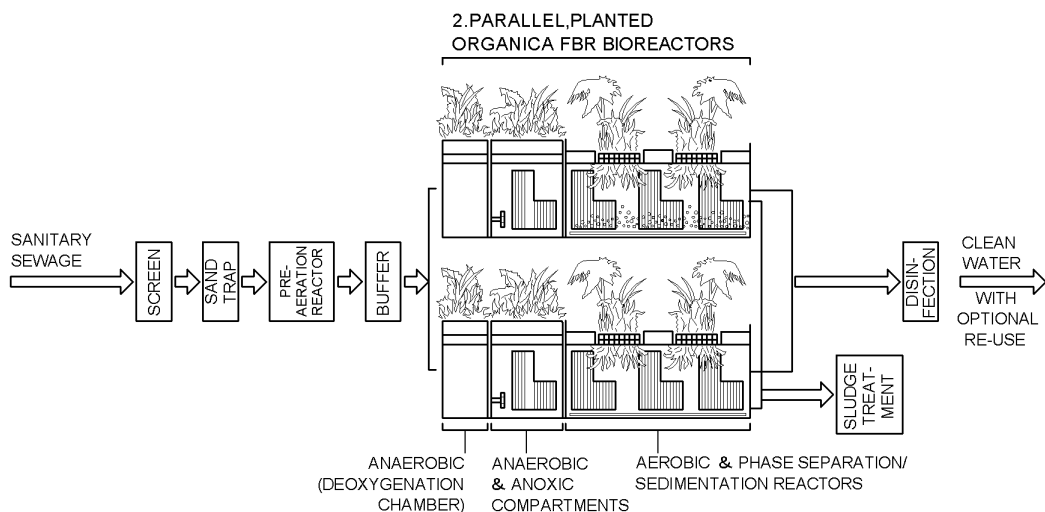 2.PARALLEL,PLANTED
ORGANICA FBR BIOREACTORS
SANITARY
SEWAGE
SCREEN
SAND
TRAP
PRE-
AERATION
REACTOR
BUFFER
DISIN-
FECTION
CLEAN
WATER
WITH
OPTIONAL
RE-USE
SLUDGE
TREAT-
MENT
ANAEROBIC
(DEOXYGENATION
CHAMBER)
ANAEROBIC
& ANOXIC
COMPARTMENTS
AEROBIC & PHASE SEPARATION/
SEDIMENTATION REACTORS